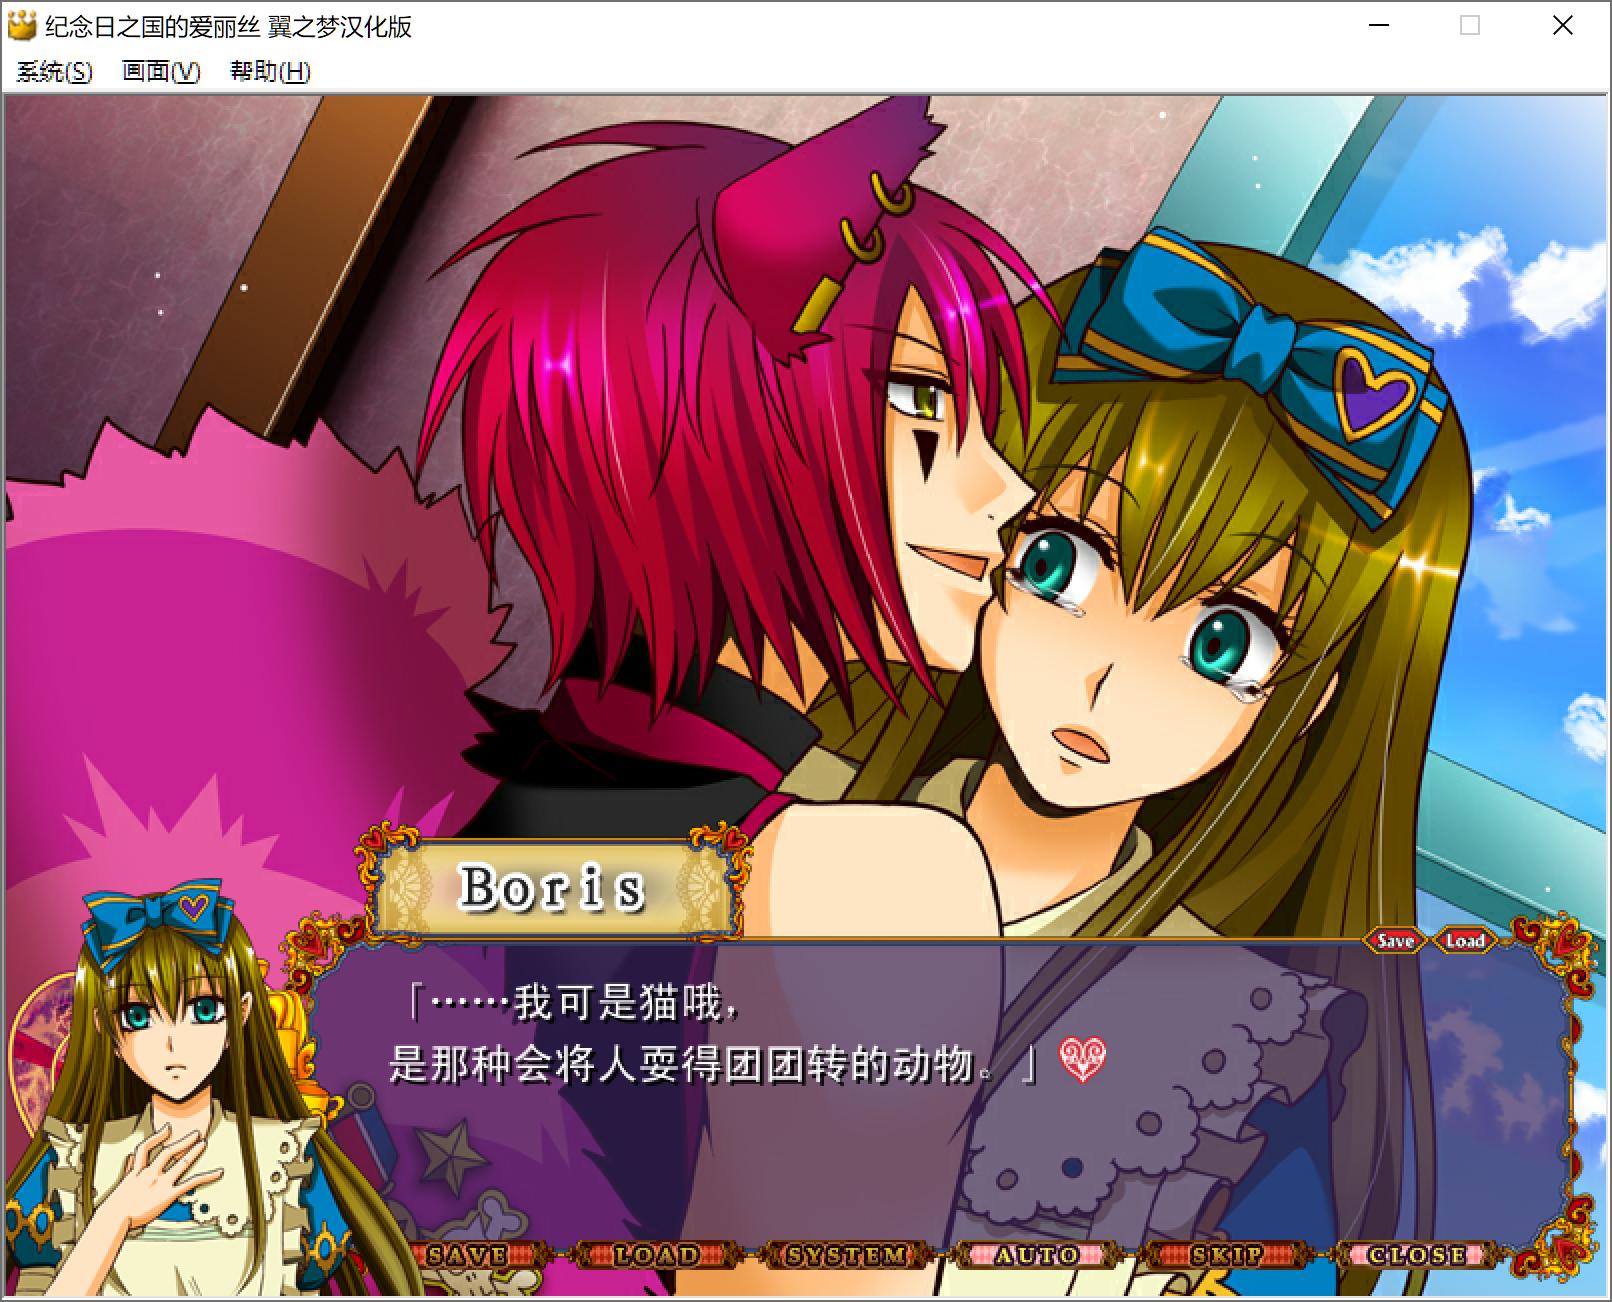 纪念日之国的爱丽丝 翼之梦汉化版
系统(S) 画面(V) 帮助(H)
Boris
Save Load
「……我可是猫哦，
是那种会将人耍得团团转的动物。」
SAVE LOAD SYSTEM AUTO SKIP CLOSE